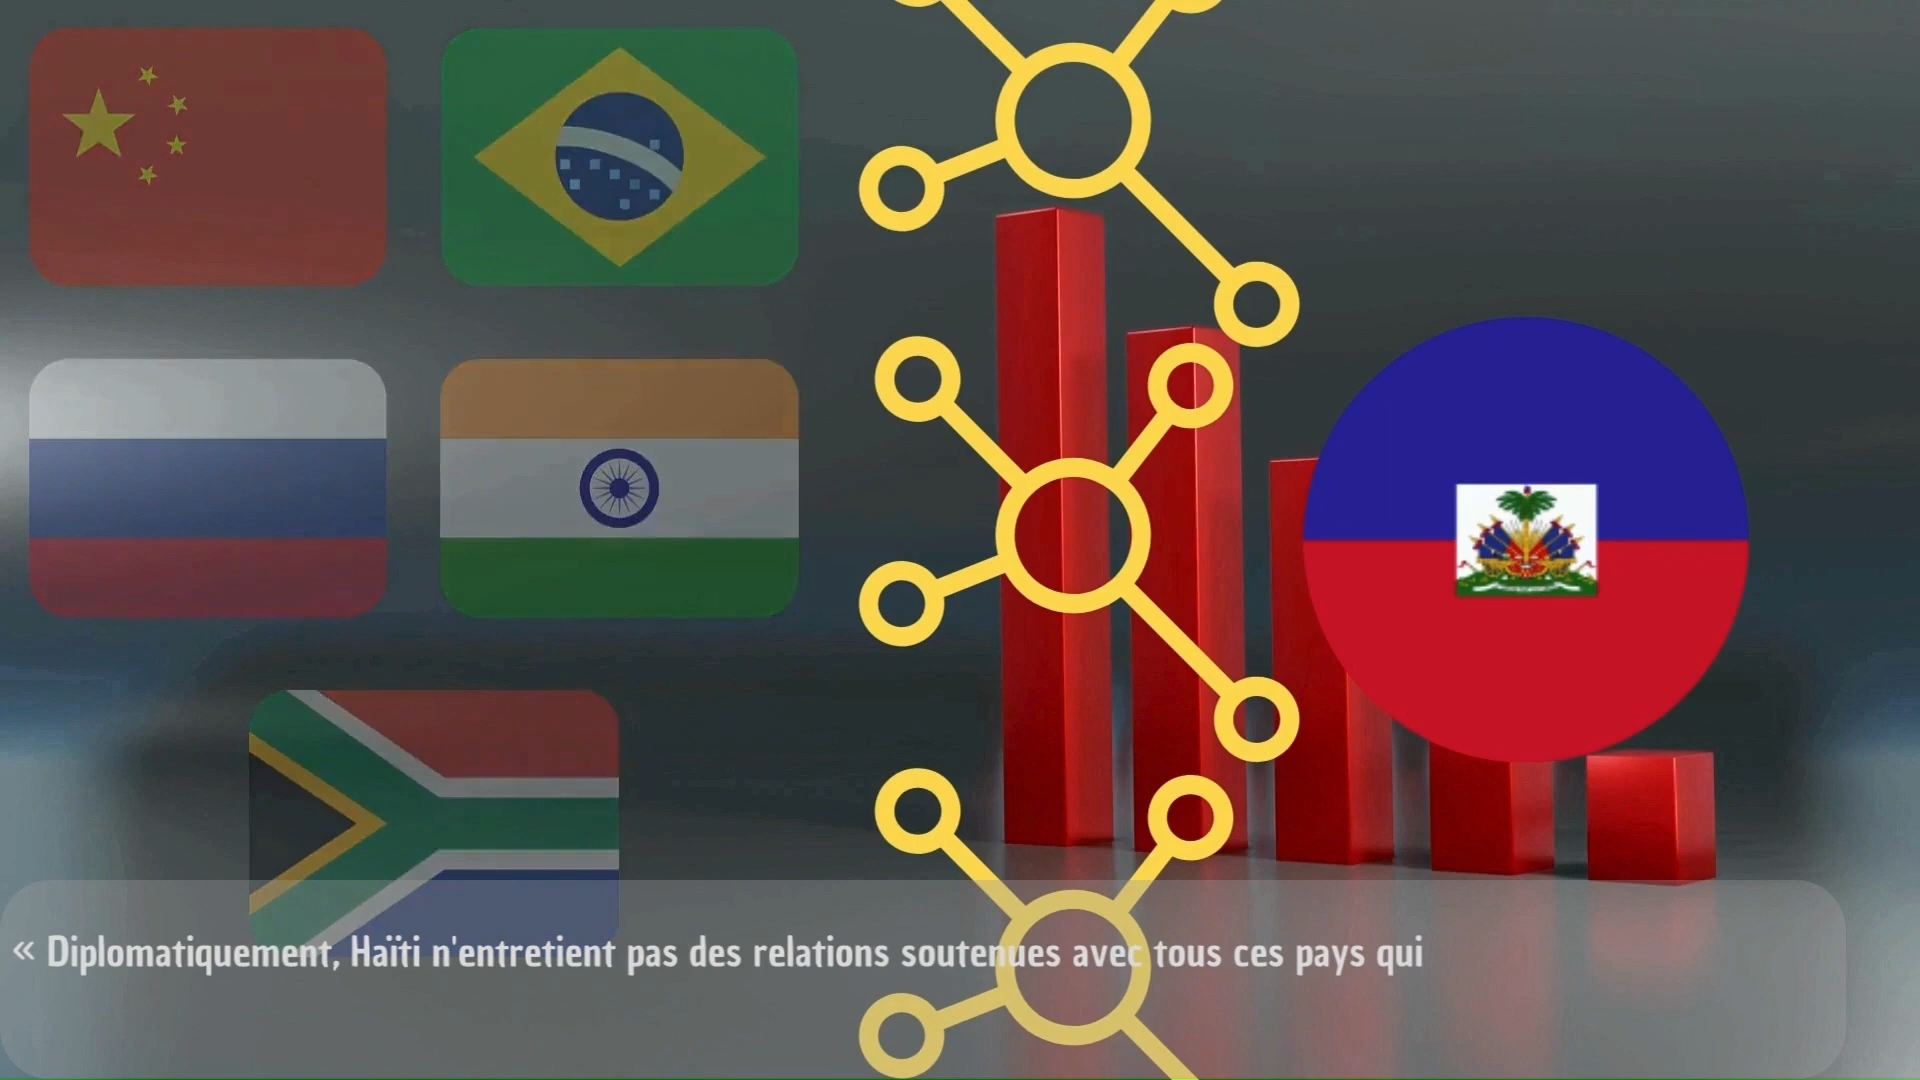 « Diplomatiquement, Haïti n'entretient pas des relations soutenues avec tous ces pays qui